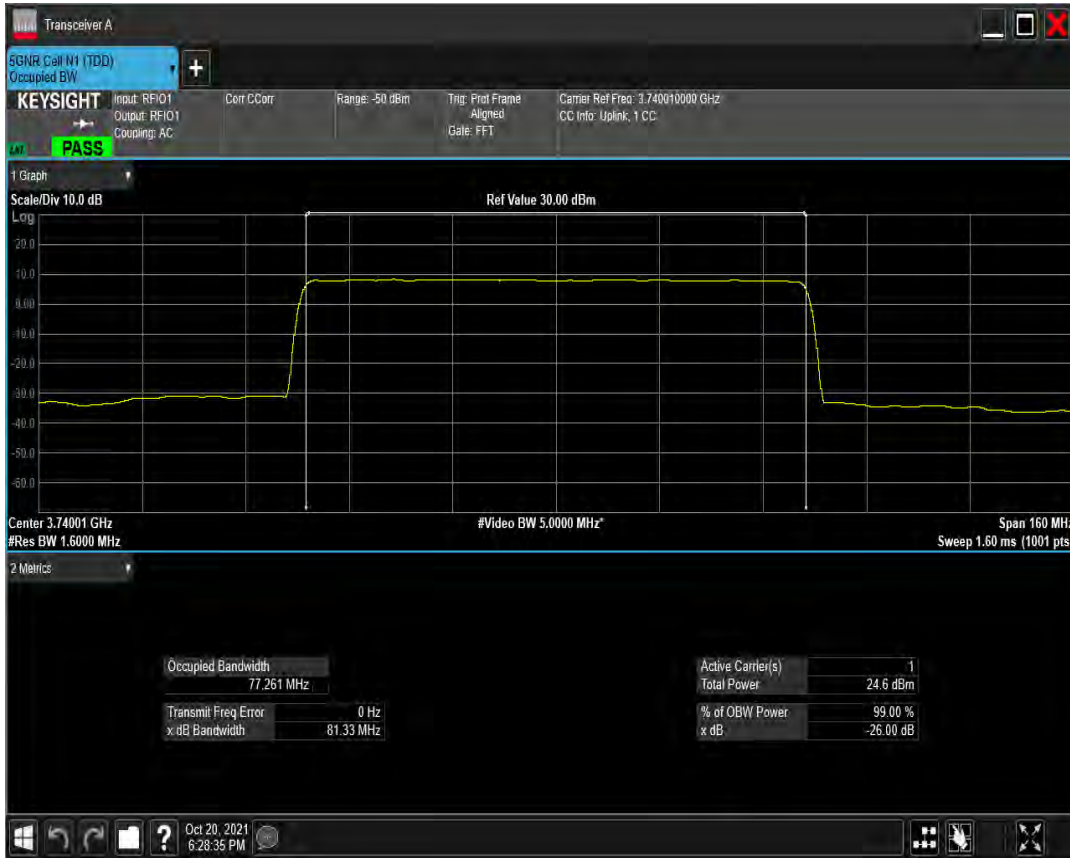 Transceiver A
5GNR Cell N1 (TDD)
Occupied BW
KEYSIGHT
Input: RFIO1
Output: RFIO1
Coupling: AC
Corr CCorr
Range: -50 dBm
Trig: Prot Frame
Aligned
Gate: FFT
Carrier Ref Freq: 3.740010000 GHz
CC Info: Uplink, 1 CC
PASS
1 Graph
Scale/Div 10.0 dB
Ref Value 30.00 dBm
Log
20.0
10.0
0.00
-10.0
-20.0
-30.0
-40.0
-50.0
-60.0
Center 3.74001 GHz
#Video BW 5.0000 MHz*
Span 160 MHz
#Res BW 1.6000 MHz
Sweep 1.60 ms (1001 pts
2 Metrics
Occupied Bandwidth
77.261 MHz
Transmit Freq Error 0 Hz
x dB Bandwidth 81.33 MHz
Active Carrier(s) 1
Total Power 24.6 dBm
% of OBW Power 99.00 %
x dB -26.00 dB
Oct 20, 2021
6:28:35 PM